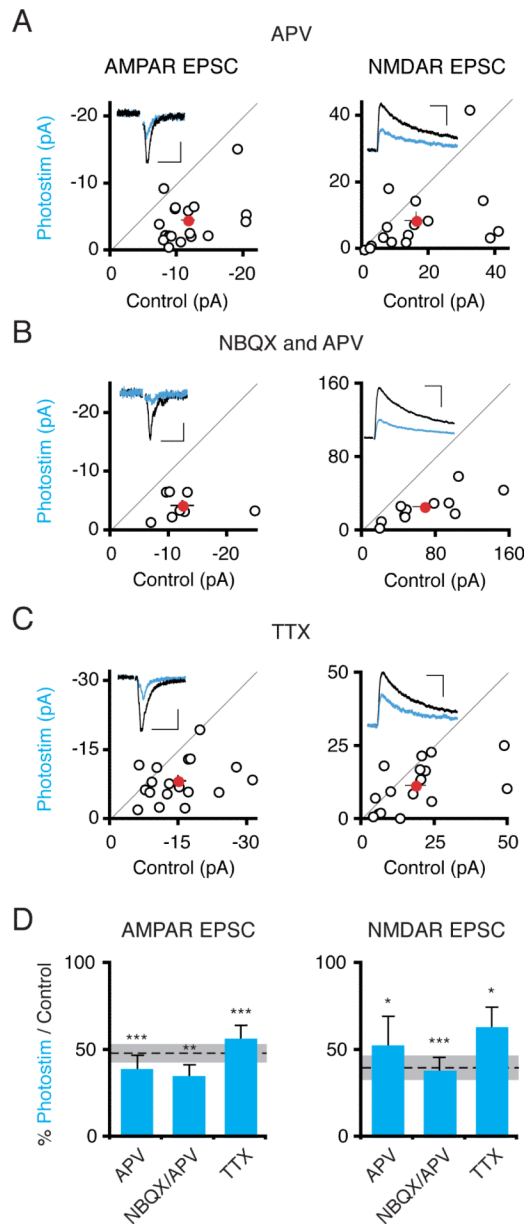 A
APV
AMPAR EPSC
NMDAR EPSC
Photostim (pA)
-20
-10
0
0
-10
-20
Control (pA)
40
20
0
0
20
40
Control (pA)
B
NBQX and APV
Photostim (pA)
-20
-10
0
0
-10
-20
Control (pA)
160
80
0
0
80
160
Control (pA)
C
TTX
Photostim (pA)
-30
-15
0
0
-15
-30
Control (pA)
50
25
0
0
25
50
Control (pA)
D
AMPAR EPSC
NMDAR EPSC
% Photostim / Control
100
50
0
***
**
***
APV
NBQX/APV
TTX
100
50
0
*
***
*
APV
NBQX/APV
TTX